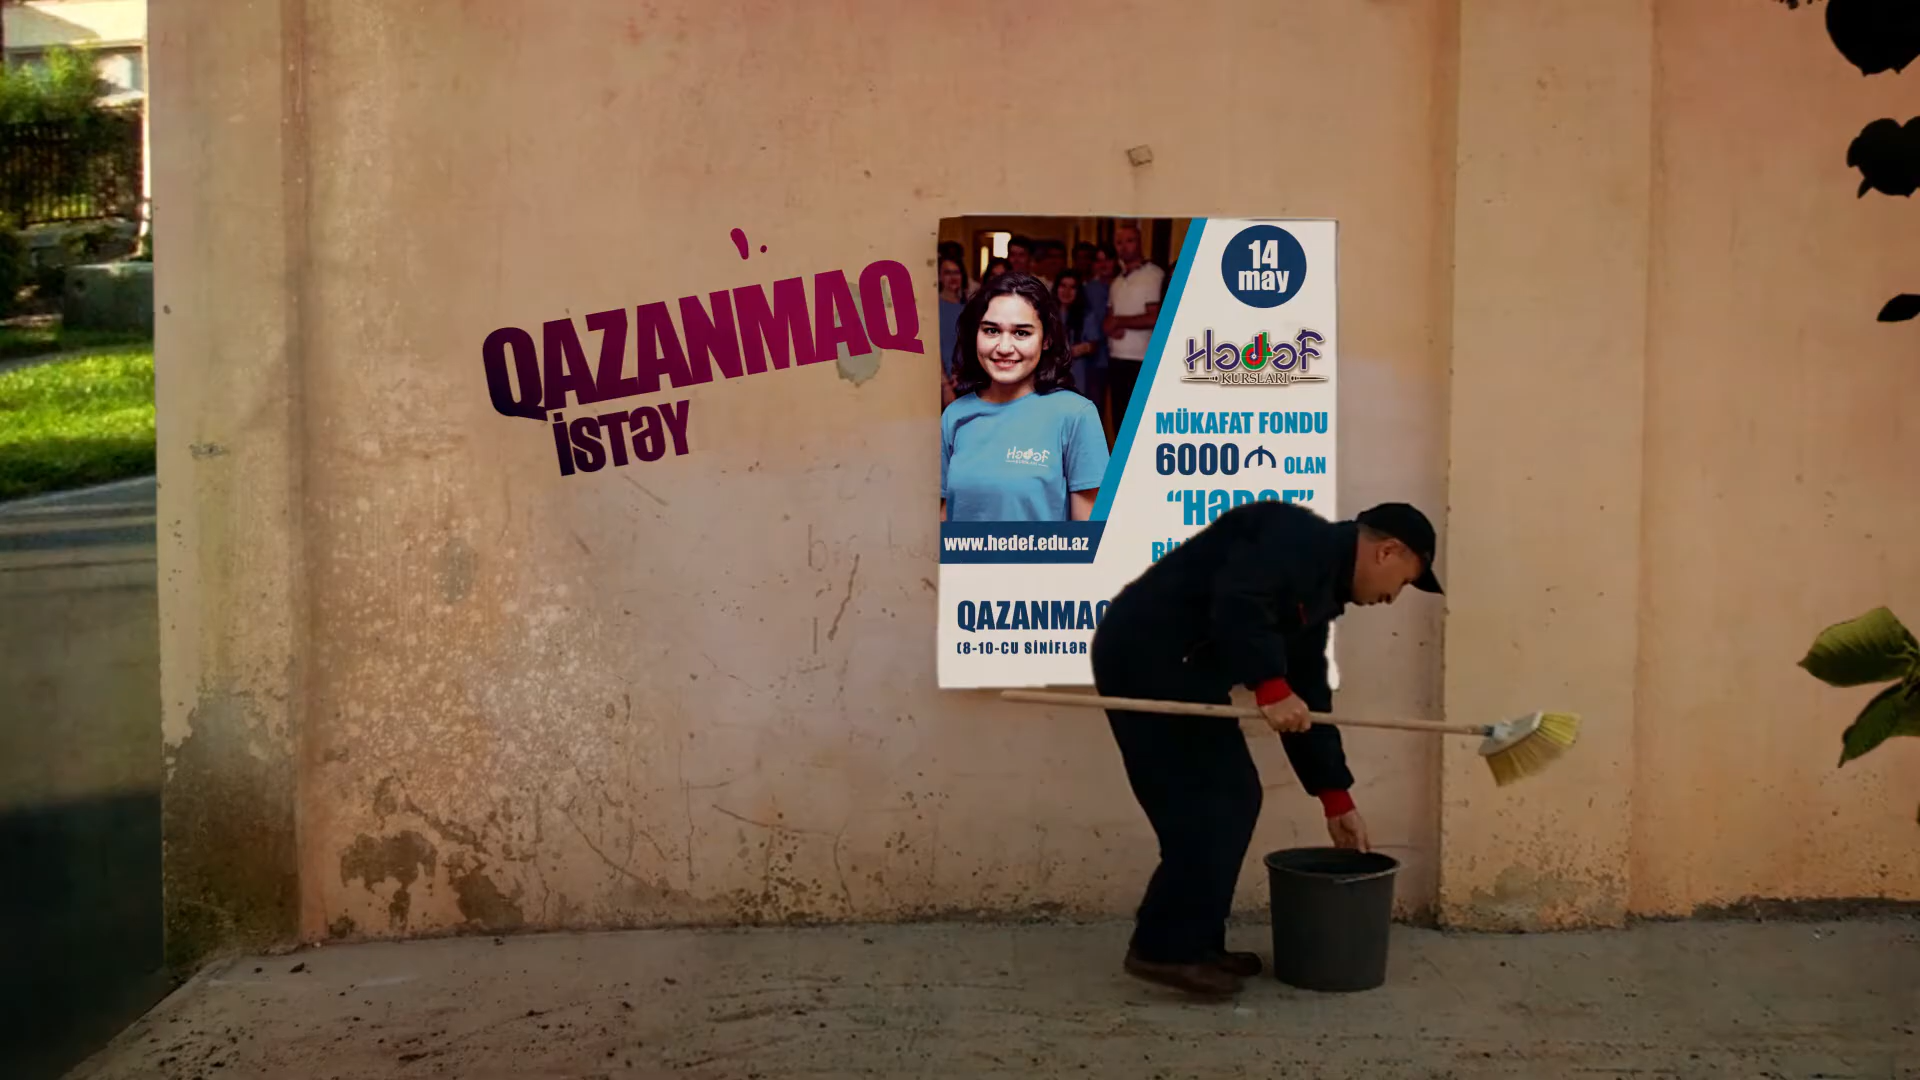 QAZANMAQ
İSTƏY
14
may
Hədəf
KURSLARI
MÜKAFAT FONDU
6000 ₼ OLAN
“HƏDƏF”
Hədəf
www.hedef.edu.az
QAZANMAQ
(8-10-CU SİNİFLƏR